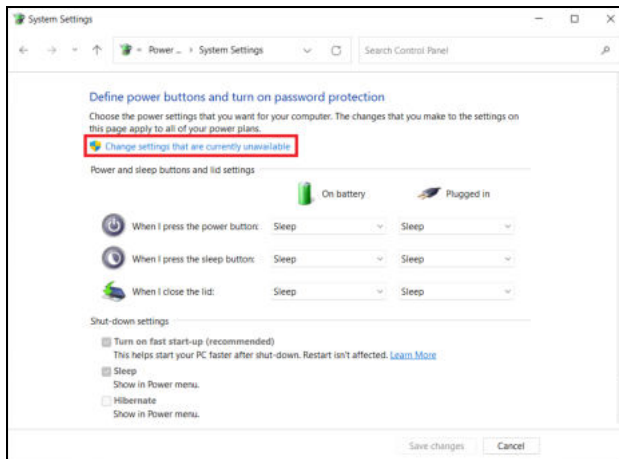 System Settings
Power ... › System Settings
Search Control Panel
Define power buttons and turn on password protection
Choose the power settings that you want for your computer. The changes that you make to the settings on
this page apply to all of your power plans.
Change settings that are currently unavailable
Power and sleep buttons and lid settings
On battery Plugged in
When I press the power button: Sleep Sleep
When I press the sleep button: Sleep Sleep
When I close the lid: Sleep Sleep
Shut-down settings
Turn on fast start-up (recommended)
This helps start your PC faster after shut-down. Restart isn't affected. Learn More
Sleep
Show in Power menu.
Hibernate
Show in Power menu.
Save changes Cancel